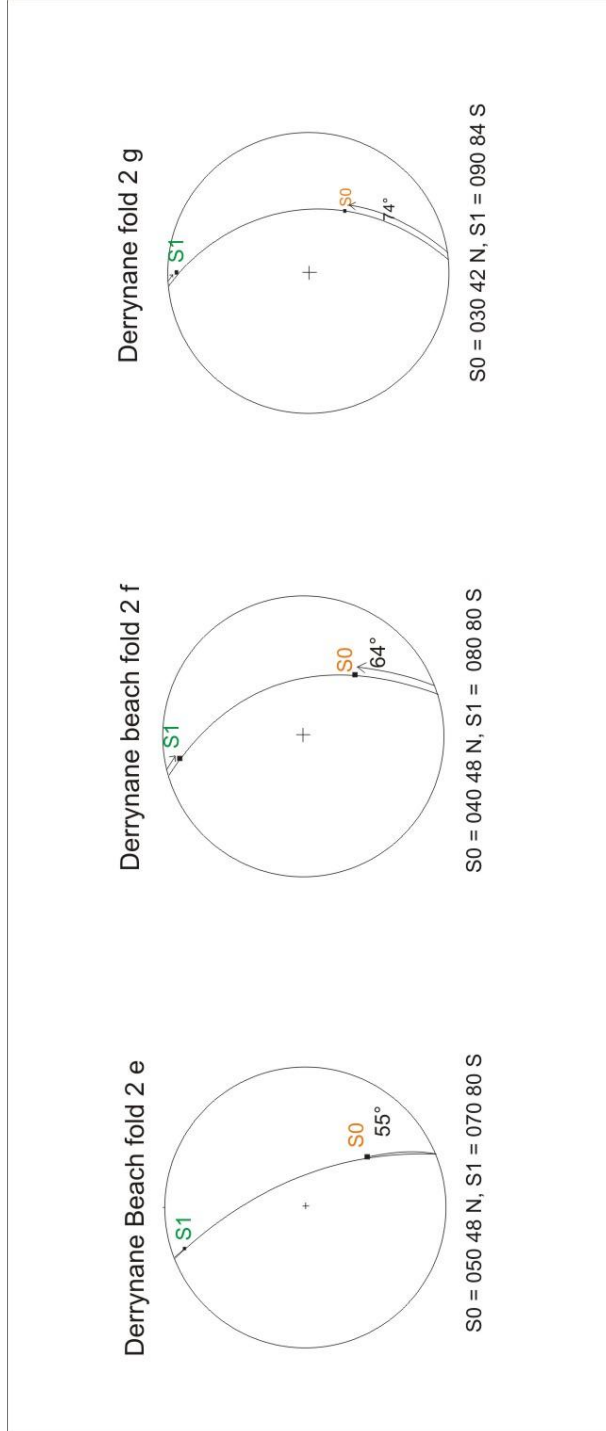 Derrynane Beach fold 2 e
S1
S0
55°
S0 = 050 48 N, S1 = 070 80 S
Derrynane beach fold 2 f
S1
S0
64°
S0 = 040 48 N, S1 = 080 80 S
Derrynane fold 2 g
S1
S0
74°
S0 = 030 42 N, S1 = 090 84 S